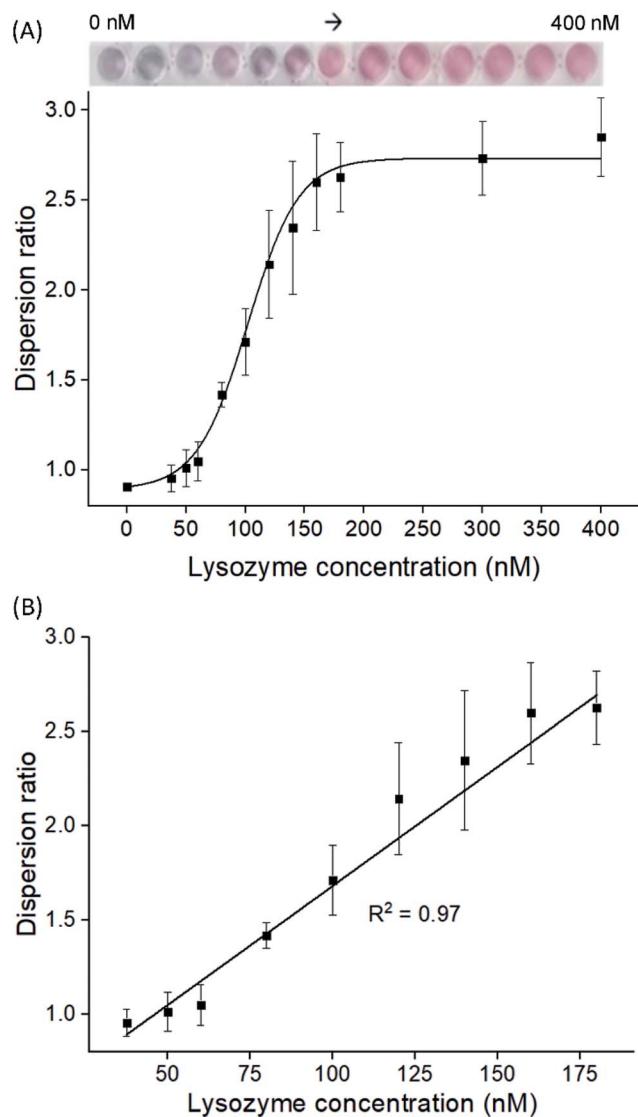 (A)
0 nM → 400 nM
3.0
2.5
2.0
1.5
1.0
Dispersion ratio
0 50 100 150 200 250 300 350 400
Lysozyme concentration (nM)
(B)
3.0
2.5
2.0
1.5
1.0
Dispersion ratio
R² = 0.97
50 75 100 125 150 175
Lysozyme concentration (nM)